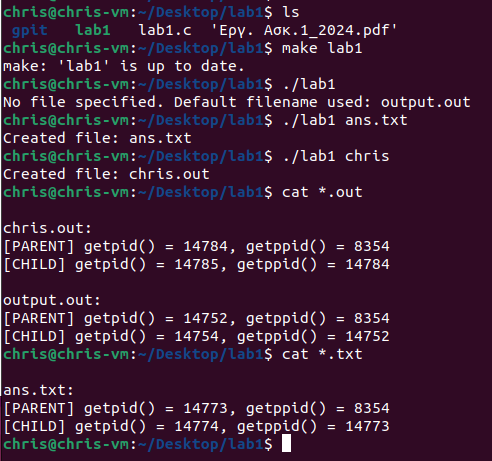 chris@chris-vm:~/Desktop/lab1$ ls
gpit   lab1   lab1.c  'Εργ. Ασκ.1_2024.pdf'
chris@chris-vm:~/Desktop/lab1$ make lab1
make: 'lab1' is up to date.
chris@chris-vm:~/Desktop/lab1$ ./lab1
No file specified. Default filename used: output.out
chris@chris-vm:~/Desktop/lab1$ ./lab1 ans.txt
Created file: ans.txt
chris@chris-vm:~/Desktop/lab1$ ./lab1 chris
Created file: chris.out
chris@chris-vm:~/Desktop/lab1$ cat *.out
chris.out:
[PARENT] getpid() = 14784, getppid() = 8354
[CHILD] getpid() = 14785, getppid() = 14784
output.out:
[PARENT] getpid() = 14752, getppid() = 8354
[CHILD] getpid() = 14754, getppid() = 14752
chris@chris-vm:~/Desktop/lab1$ cat *.txt
ans.txt:
[PARENT] getpid() = 14773, getppid() = 8354
[CHILD] getpid() = 14774, getppid() = 14773
chris@chris-vm:~/Desktop/lab1$